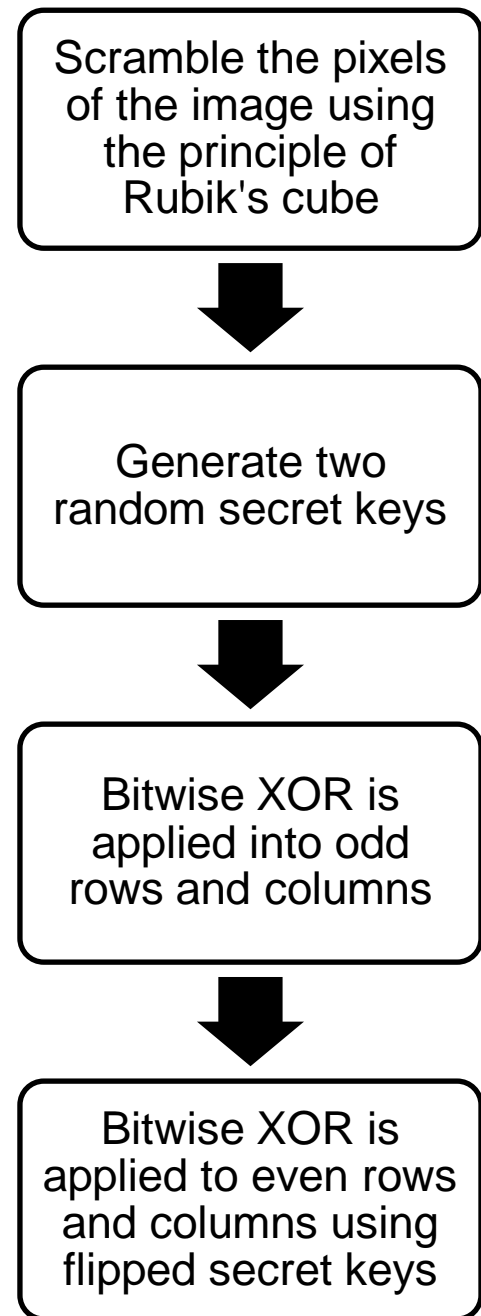 Scramble the pixels
of the image using
the principle of
Rubik's cube
Generate two
random secret keys
Bitwise XOR is
applied into odd
rows and columns
Bitwise XOR is
applied to even rows
and columns using
flipped secret keys